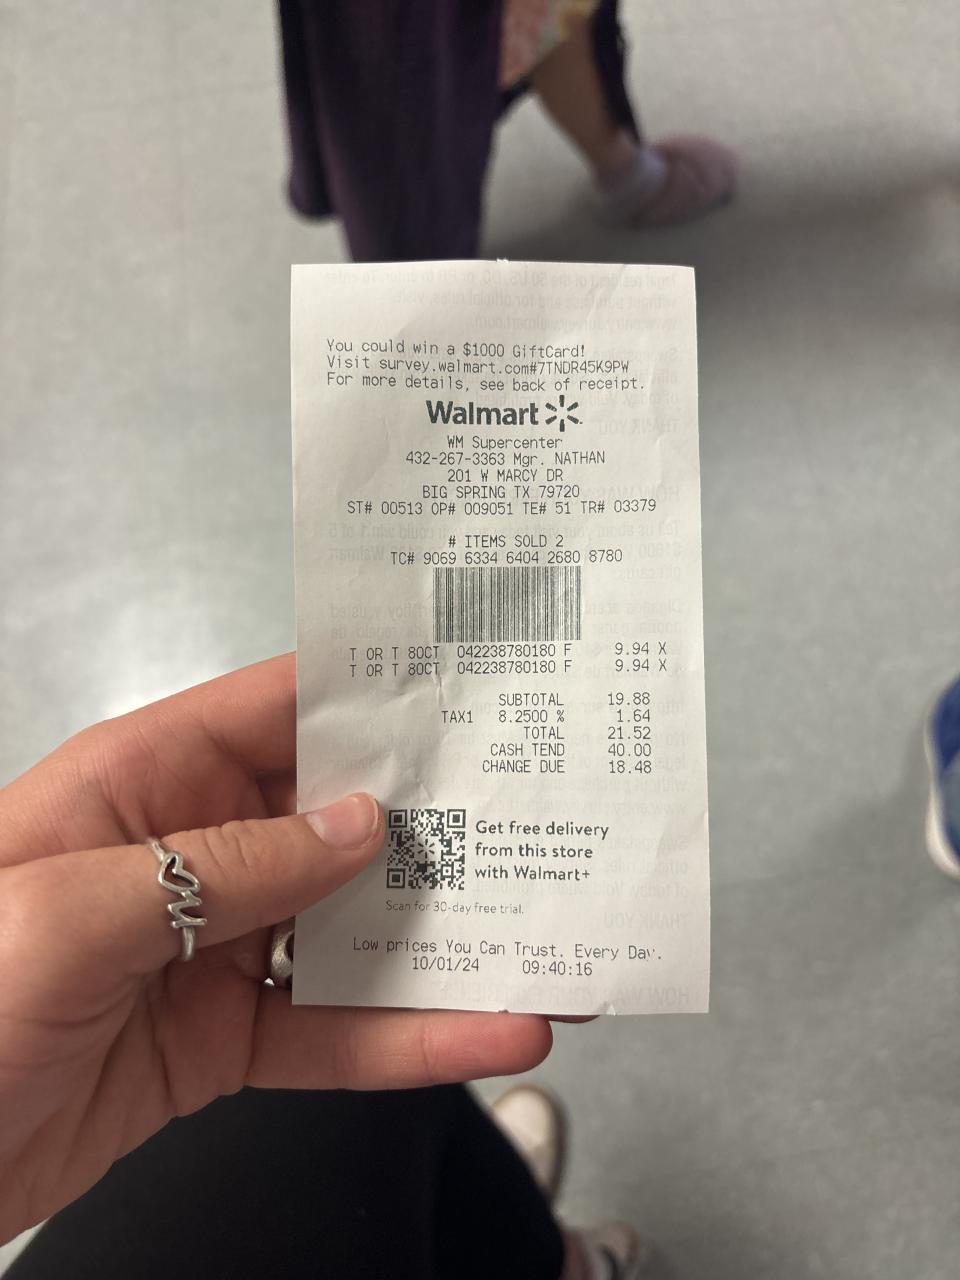 You could win a $1000 GiftCard!
Visit survey.walmart.com#7TNDR45K9PW
For more details, see back of receipt.
Walmart
WM Supercenter
432-267-3363 Mgr. NATHAN
201 W MARCY DR
BIG SPRING TX 79720
ST# 00513 OP# 009051 TE# 51 TR# 03379
# ITEMS SOLD 2
TC# 9069 6334 6404 2680 8780
T OR T 80CT 042238780180 F 9.94 X
T OR T 80CT 042238780180 F 9.94 X
SUBTOTAL 19.88
TAX1 8.2500 % 1.64
TOTAL 21.52
CASH TEND 40.00
CHANGE DUE 18.48
Get free delivery
from this store
with Walmart+
Scan for 30-day free trial.
Low prices You Can Trust. Every Day.
10/01/24 09:40:16